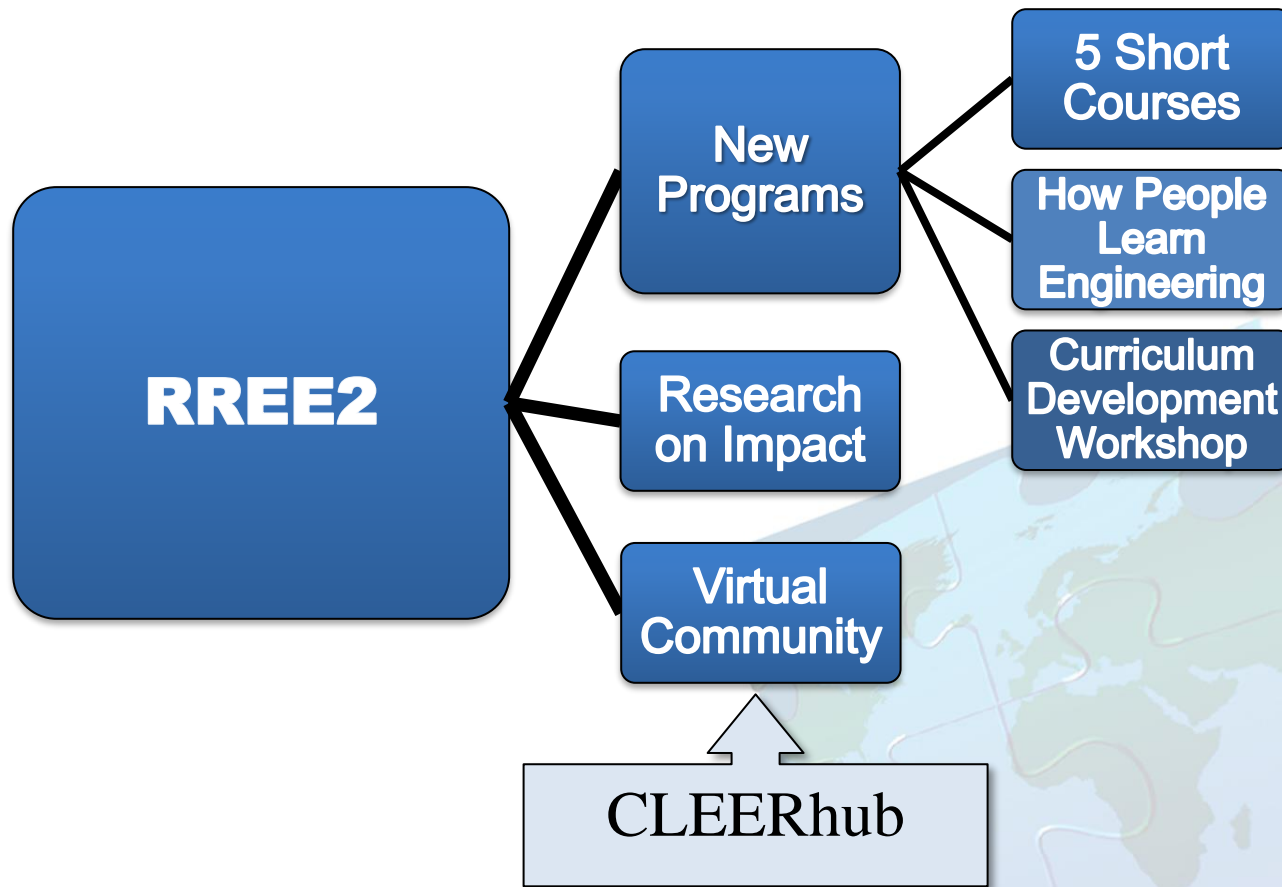 RREE2
New
Programs
5 Short
Courses
How People
Learn
Engineering
Curriculum
Development
Workshop
Research
on Impact
Virtual
Community
CLEERhub